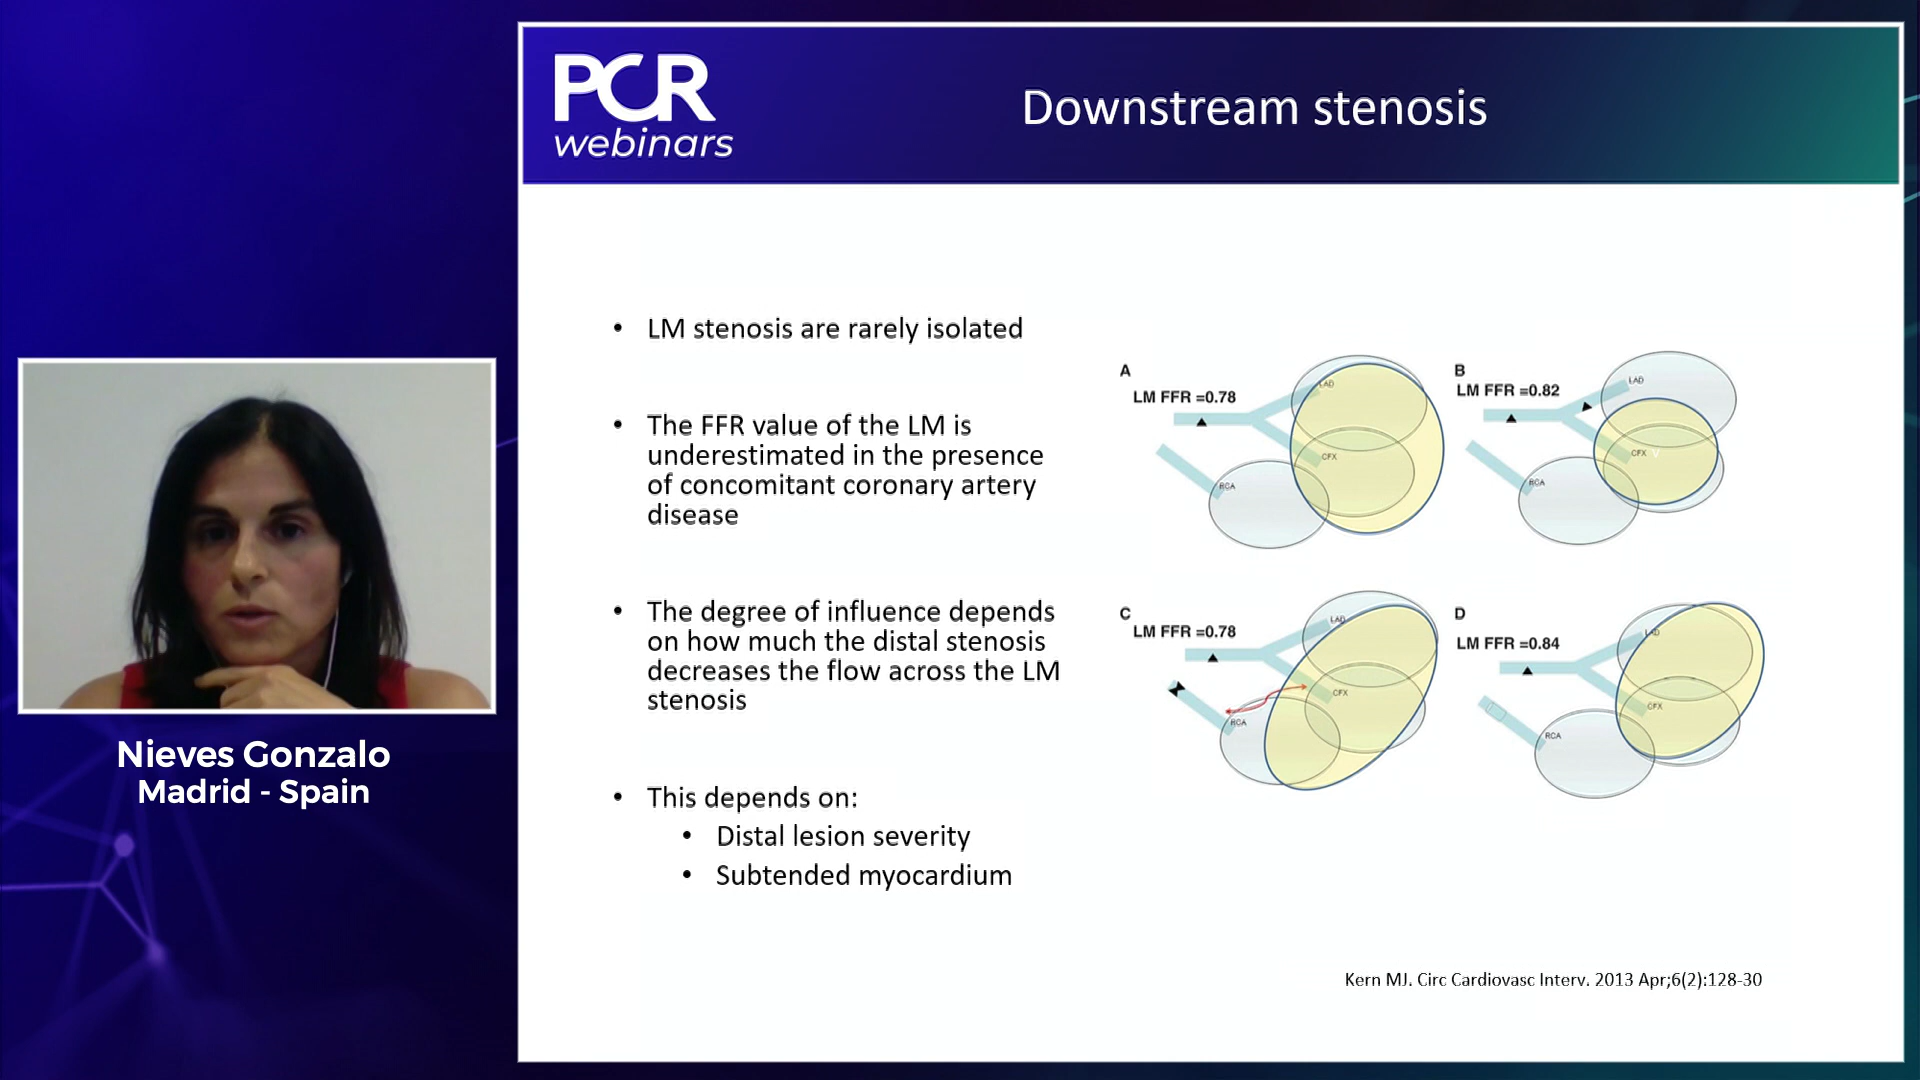 PCR
webinars
Downstream stenosis
• LM stenosis are rarely isolated
• The FFR value of the LM is
underestimated in the presence
of concomitant coronary artery
disease
• The degree of influence depends
on how much the distal stenosis
decreases the flow across the LM
stenosis
• This depends on:
• Distal lesion severity
• Subtended myocardium
A
LM FFR =0.78
LAD
CFX
RCA
B
LM FFR =0.82
LAD
CFX V
RCA
C
LM FFR =0.78
LAD
CFX
RCA
D
LM FFR =0.84
LAD
CFX
RCA
Kern MJ. Circ Cardiovasc Interv. 2013 Apr;6(2):128-30
Nieves Gonzalo
Madrid - Spain